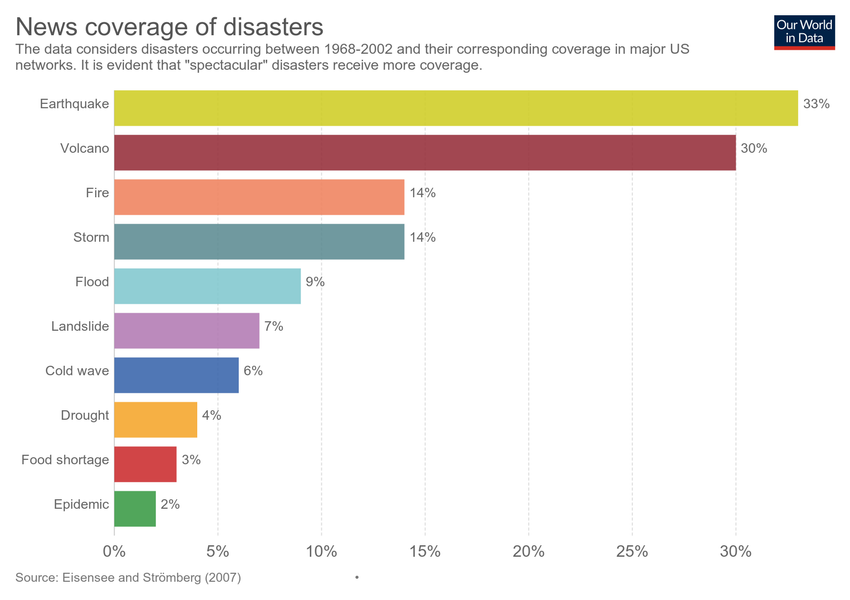 News coverage of disasters
The data considers disasters occurring between 1968-2002 and their corresponding coverage in major US
networks. It is evident that "spectacular" disasters receive more coverage.
Our World
in Data
Earthquake 33%
Volcano 30%
Fire 14%
Storm 14%
Flood 9%
Landslide 7%
Cold wave 6%
Drought 4%
Food shortage 3%
Epidemic 2%
0% 5% 10% 15% 20% 25% 30%
Source: Eisensee and Strömberg (2007) •